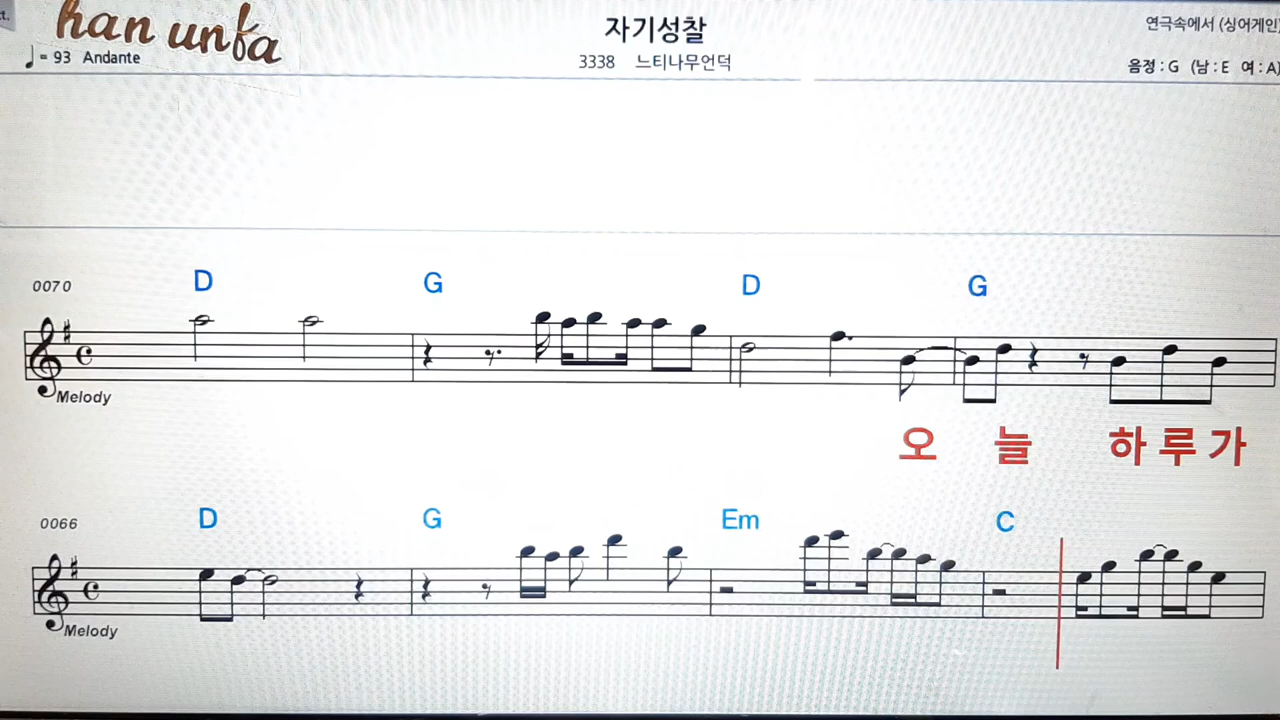 t.
han unfa
♩= 93 Andante
자기성찰
3338 느티나무언덕
연극속에서 (싱어게인)
음정 : G (남 : E 여 : A)
0070 D G D G
Melody
오 늘 하 루 가
0066 D G Em C
Melody